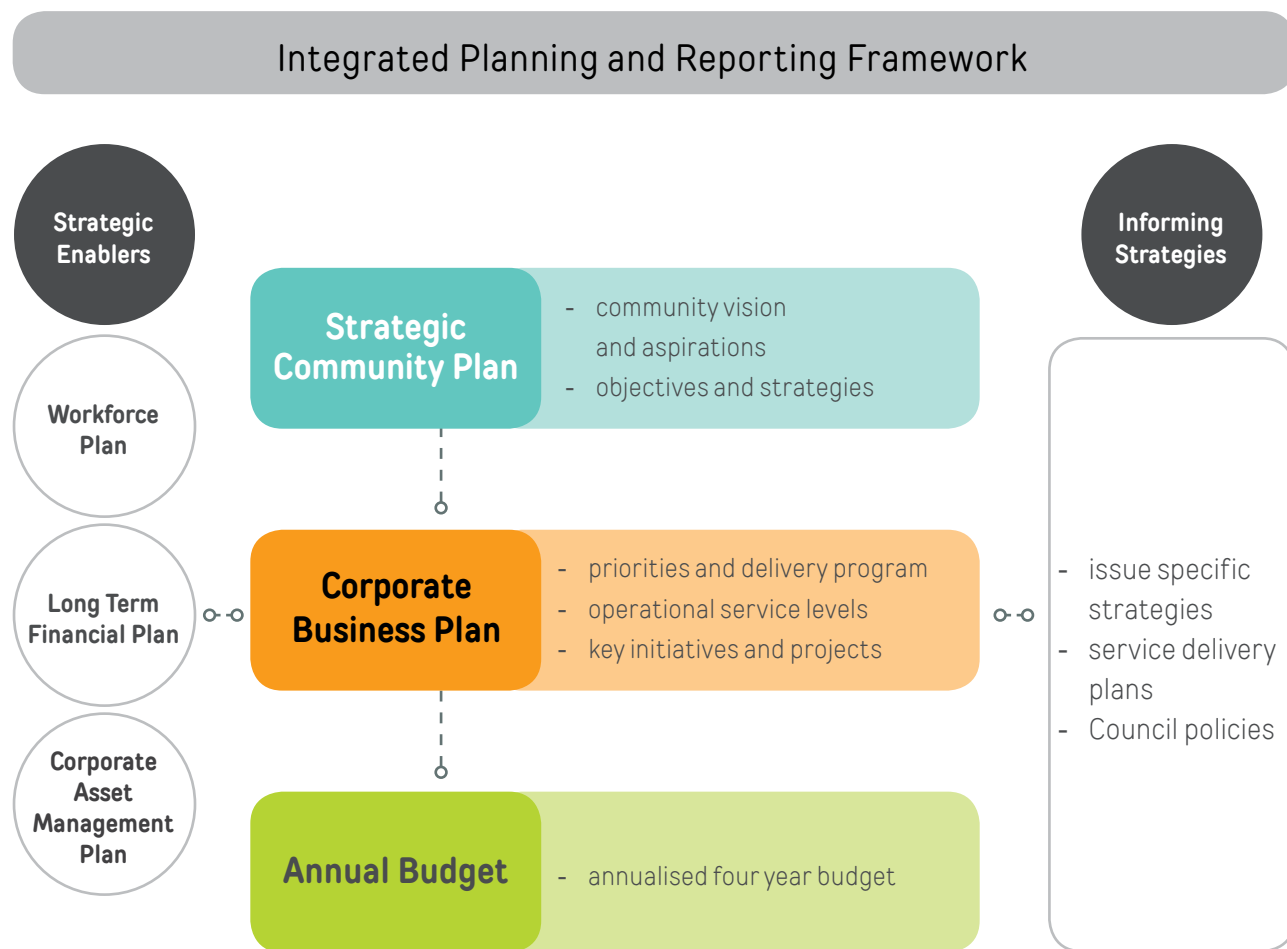 Integrated Planning and Reporting Framework
Strategic
Enablers
Workforce
Plan
Long Term
Financial Plan
Corporate
Asset
Management
Plan
Strategic
Community Plan
- community vision
and aspirations
- objectives and strategies
Corporate
Business Plan
- priorities and delivery program
- operational service levels
- key initiatives and projects
Annual Budget
- annualised four year budget
Informing
Strategies
- issue specific
strategies
- service delivery
plans
- Council policies